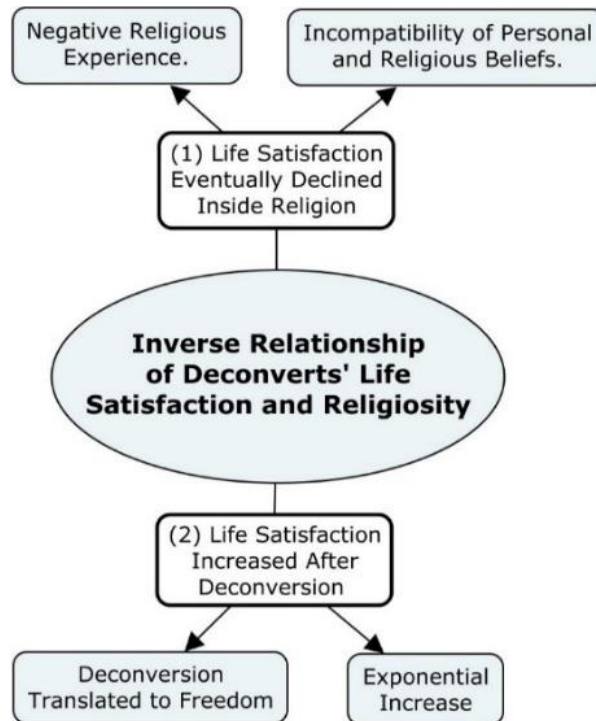 Negative Religious
Experience.
Incompatibility of Personal
and Religious Beliefs.
(1) Life Satisfaction
Eventually Declined
Inside Religion
Inverse Relationship
of Deconverts' Life
Satisfaction and Religiosity
(2) Life Satisfaction
Increased After
Deconversion
Deconversion
Translated to Freedom
Exponential
Increase